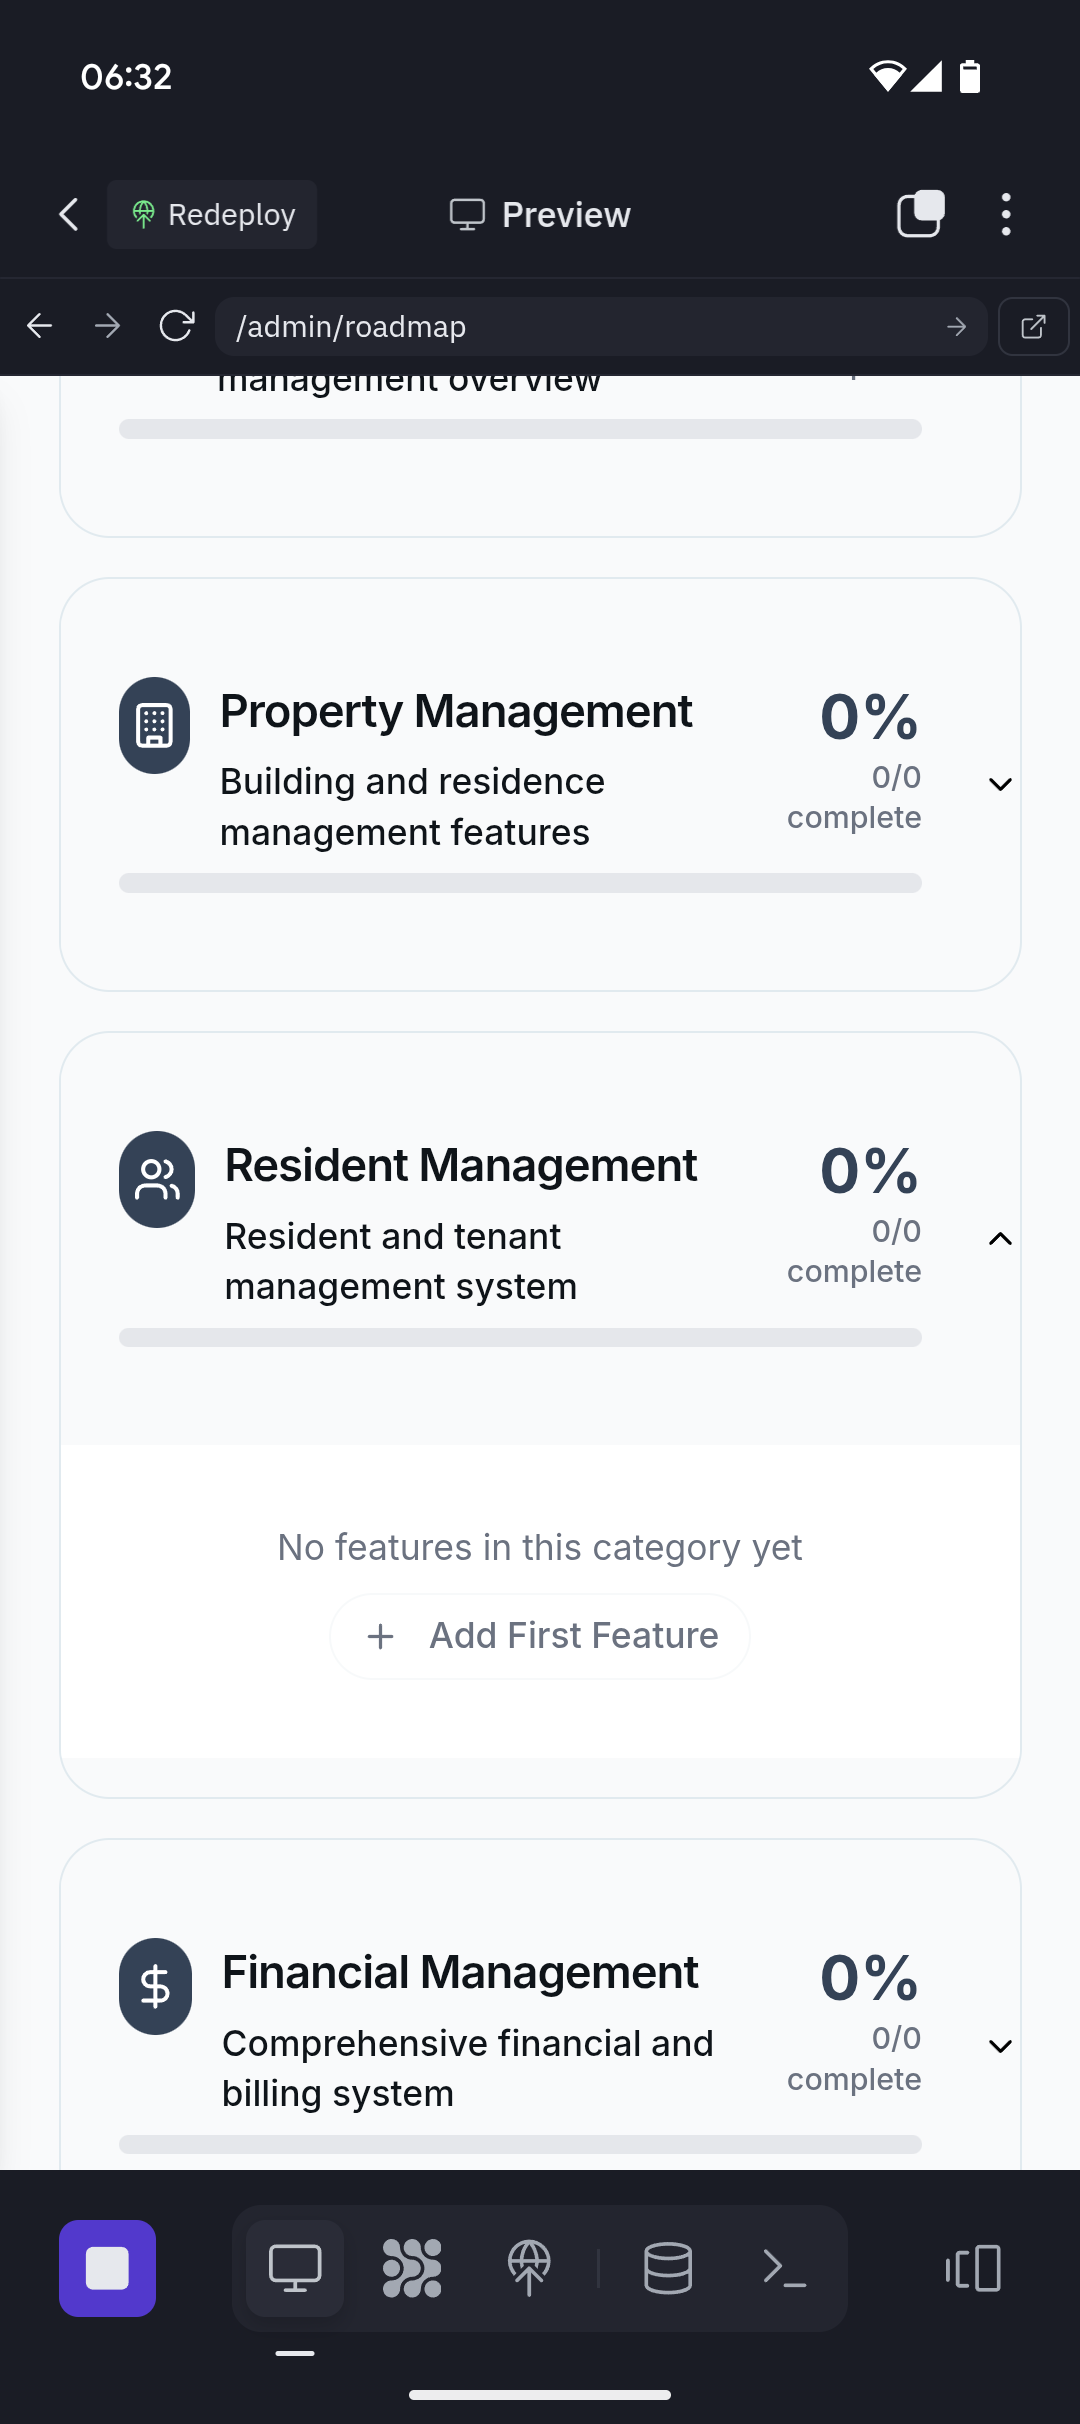 06:32
Redeploy
Preview
/admin/roadmap
management overview
Property Management
0%
Building and residence
management features
0/0
complete
Resident Management
0%
Resident and tenant
management system
0/0
complete
No features in this category yet
Add First Feature
Financial Management
0%
Comprehensive financial and
billing system
0/0
complete